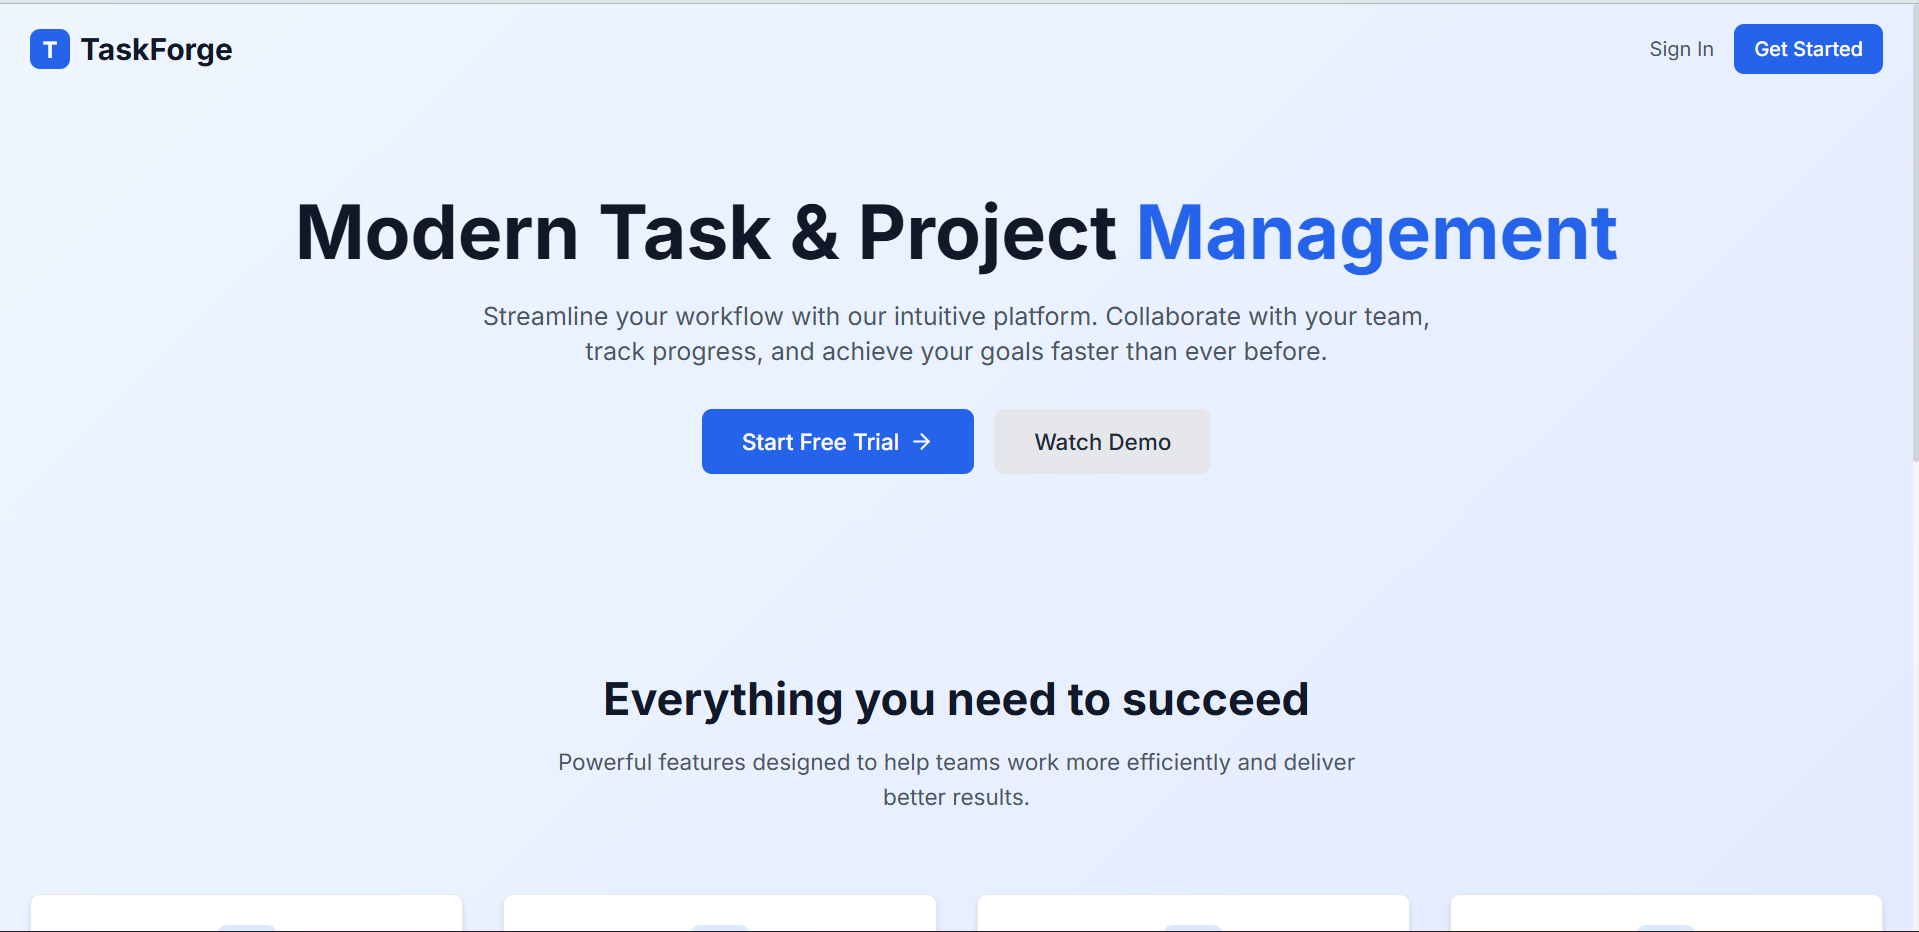 T TaskForge
Sign In
Get Started
Modern Task & Project Management
Streamline your workflow with our intuitive platform. Collaborate with your team,
track progress, and achieve your goals faster than ever before.
Start Free Trial →
Watch Demo
Everything you need to succeed
Powerful features designed to help teams work more efficiently and deliver
better results.